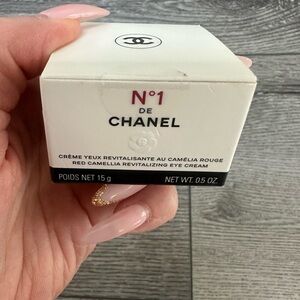 N°1
DE
CHANEL
CRÈME YEUX REVITALISANTE AU CAMÉLIA ROUGE
RED CAMELLIA REVITALIZING EYE CREAM
POIDS NET 15 g NET WT. 0.5 OZ.